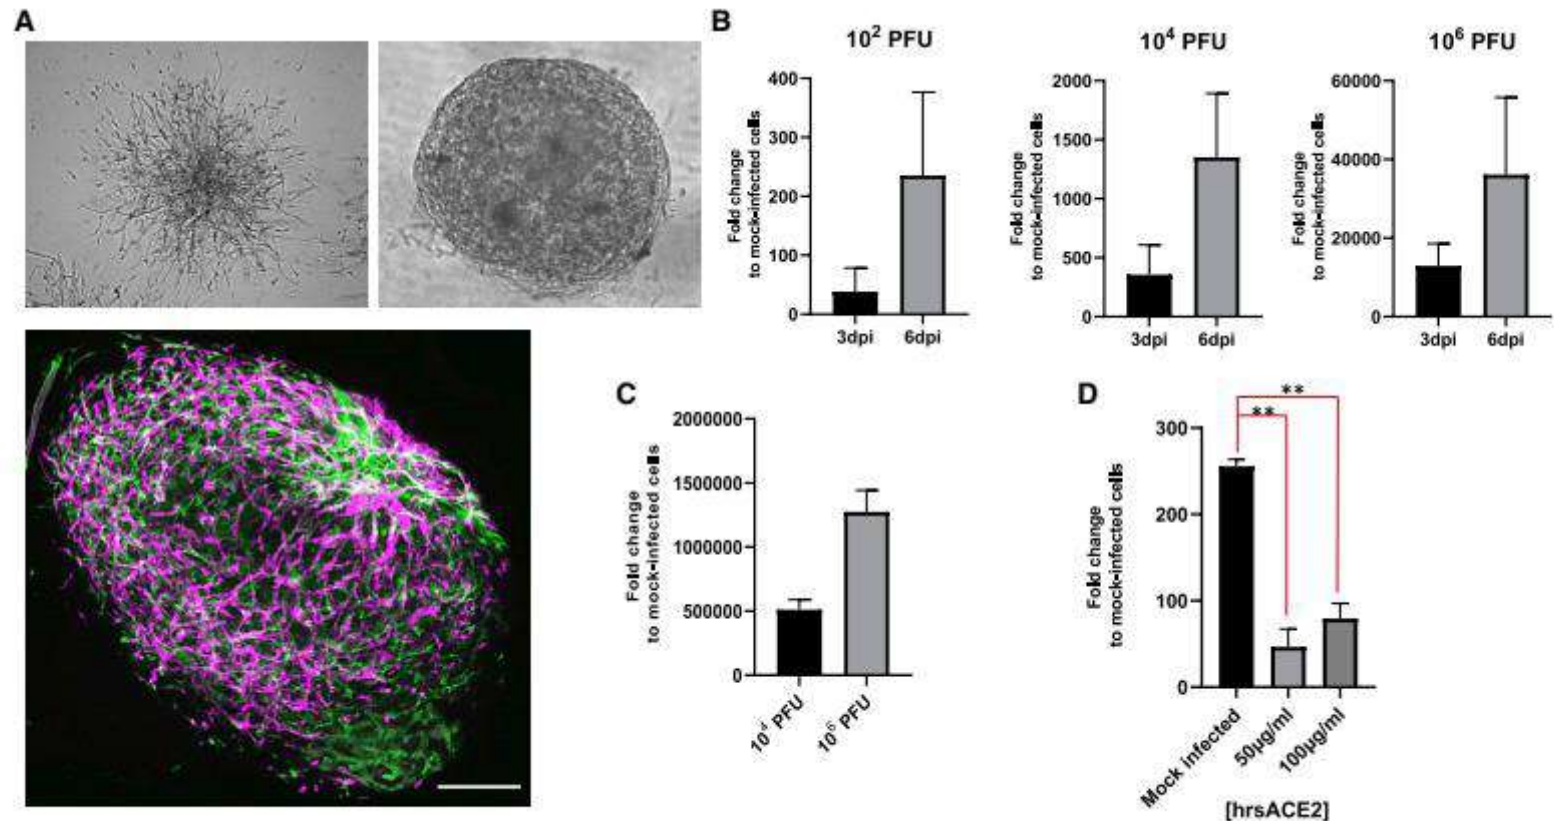 A
B
10² PFU
10⁴ PFU
10⁶ PFU
Fold change
to mock-infected cells
400
300
200
100
0
3dpi
6dpi
Fold change
to mock-infected cells
2000
1500
1000
500
0
3dpi
6dpi
Fold change
to mock-infected cells
60000
40000
20000
0
3dpi
6dpi
C
Fold change
to mock-infected cells
2000000
1500000
1000000
500000
0
10⁴ PFU
10⁶ PFU
D
**
**
Fold change
to mock-infected cells
300
200
100
0
Mock infected
50µg/ml
100µg/ml
[hrsACE2]